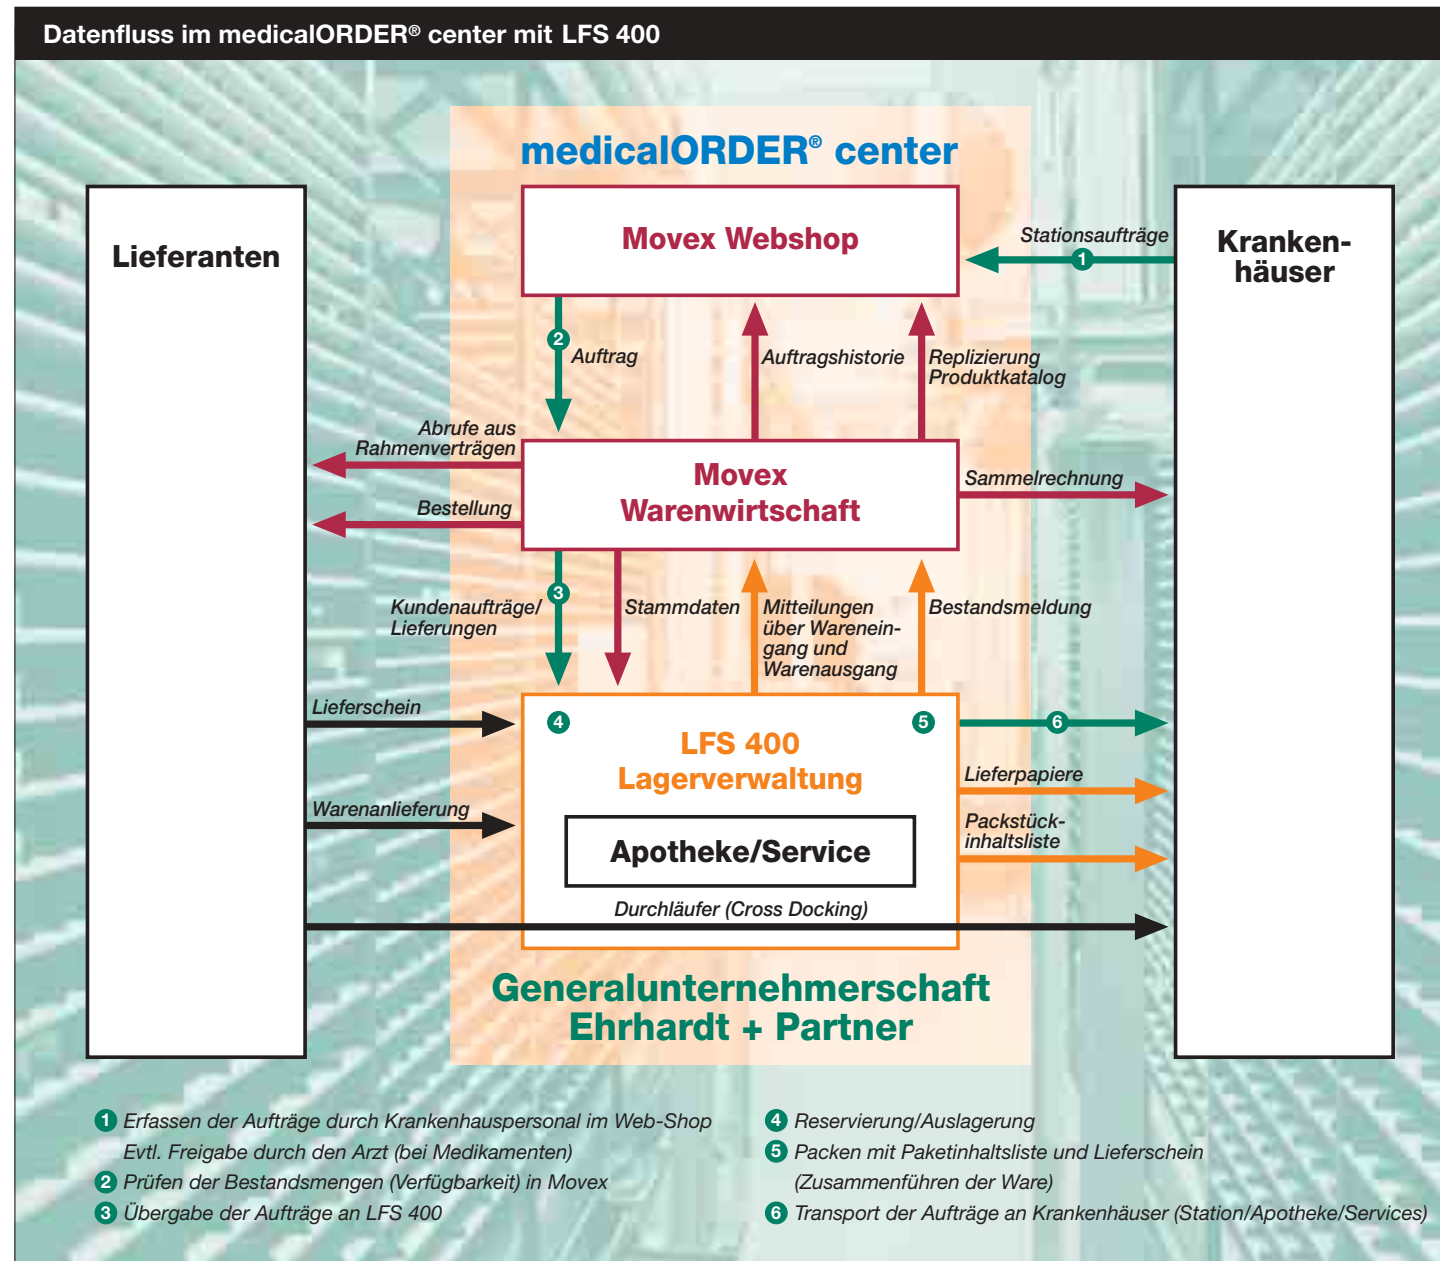 Datenfluss im medicalORDER® center mit LFS 400
medicalORDER® center
Lieferanten
Movex Webshop
Stationsaufträge
1
Kranken-
häuser
2
Auftrag
Auftragshistorie
Replizierung
Produktkatalog
Abrufe aus
Rahmenverträgen
Bestellung
Movex
Warenwirtschaft
Sammelrechnung
3
Kundenaufträge/
Lieferungen
Stammdaten
Mitteilungen
über Warenein-
gang und
Warenausgang
Bestandsmeldung
Lieferschein
4
5
6
LFS 400
Lagerverwaltung
Lieferpapiere
Warenanlieferung
Packstück-
inhaltsliste
Apotheke/Service
Durchläufer (Cross Docking)
Generalunternehmerschaft
Ehrhardt + Partner
1 Erfassen der Aufträge durch Krankenhauspersonal im Web-Shop
Evtl. Freigabe durch den Arzt (bei Medikamenten)
2 Prüfen der Bestandsmengen (Verfügbarkeit) in Movex
3 Übergabe der Aufträge an LFS 400
4 Reservierung/Auslagerung
5 Packen mit Paketinhaltsliste und Lieferschein
(Zusammenführen der Ware)
6 Transport der Aufträge an Krankenhäuser (Station/Apotheke/Services)